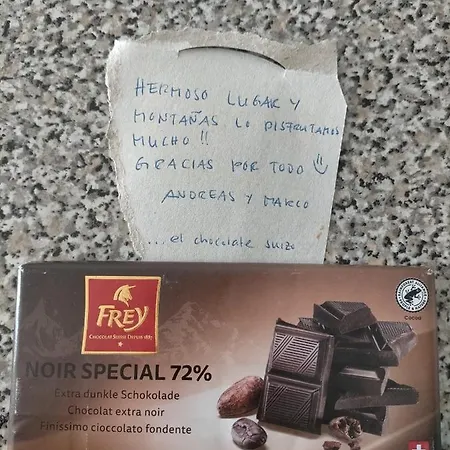 HERMOSO LUGAR Y
MONTAÑAS LO DISFRUTAMOS
MUCHO !!
GRACIAS POR TODO
ANDREAS Y MARCO
...el chocolate suizo
FREY
CHOCOLAT SUISSE DEPUIS 1887
NOIR SPECIAL 72%
Extra dunkle Schokolade
Chocolat extra noir
Finissimo cioccolato fondente
Cocoa